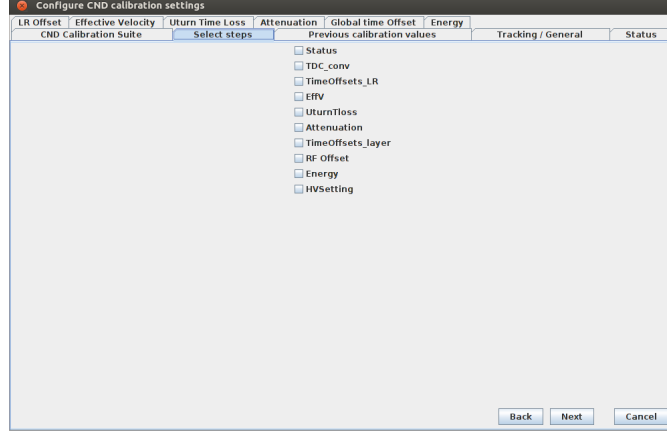 Configure CND calibration settings
LR Offset Effective Velocity Uturn Time Loss Attenuation Global time Offset Energy
CND Calibration Suite Select steps Previous calibration values Tracking / General Status
Status
TDC_conv
TimeOffsets_LR
EffV
UturnTloss
Attenuation
TimeOffsets_layer
RF Offset
Energy
HVSetting
Back Next Cancel